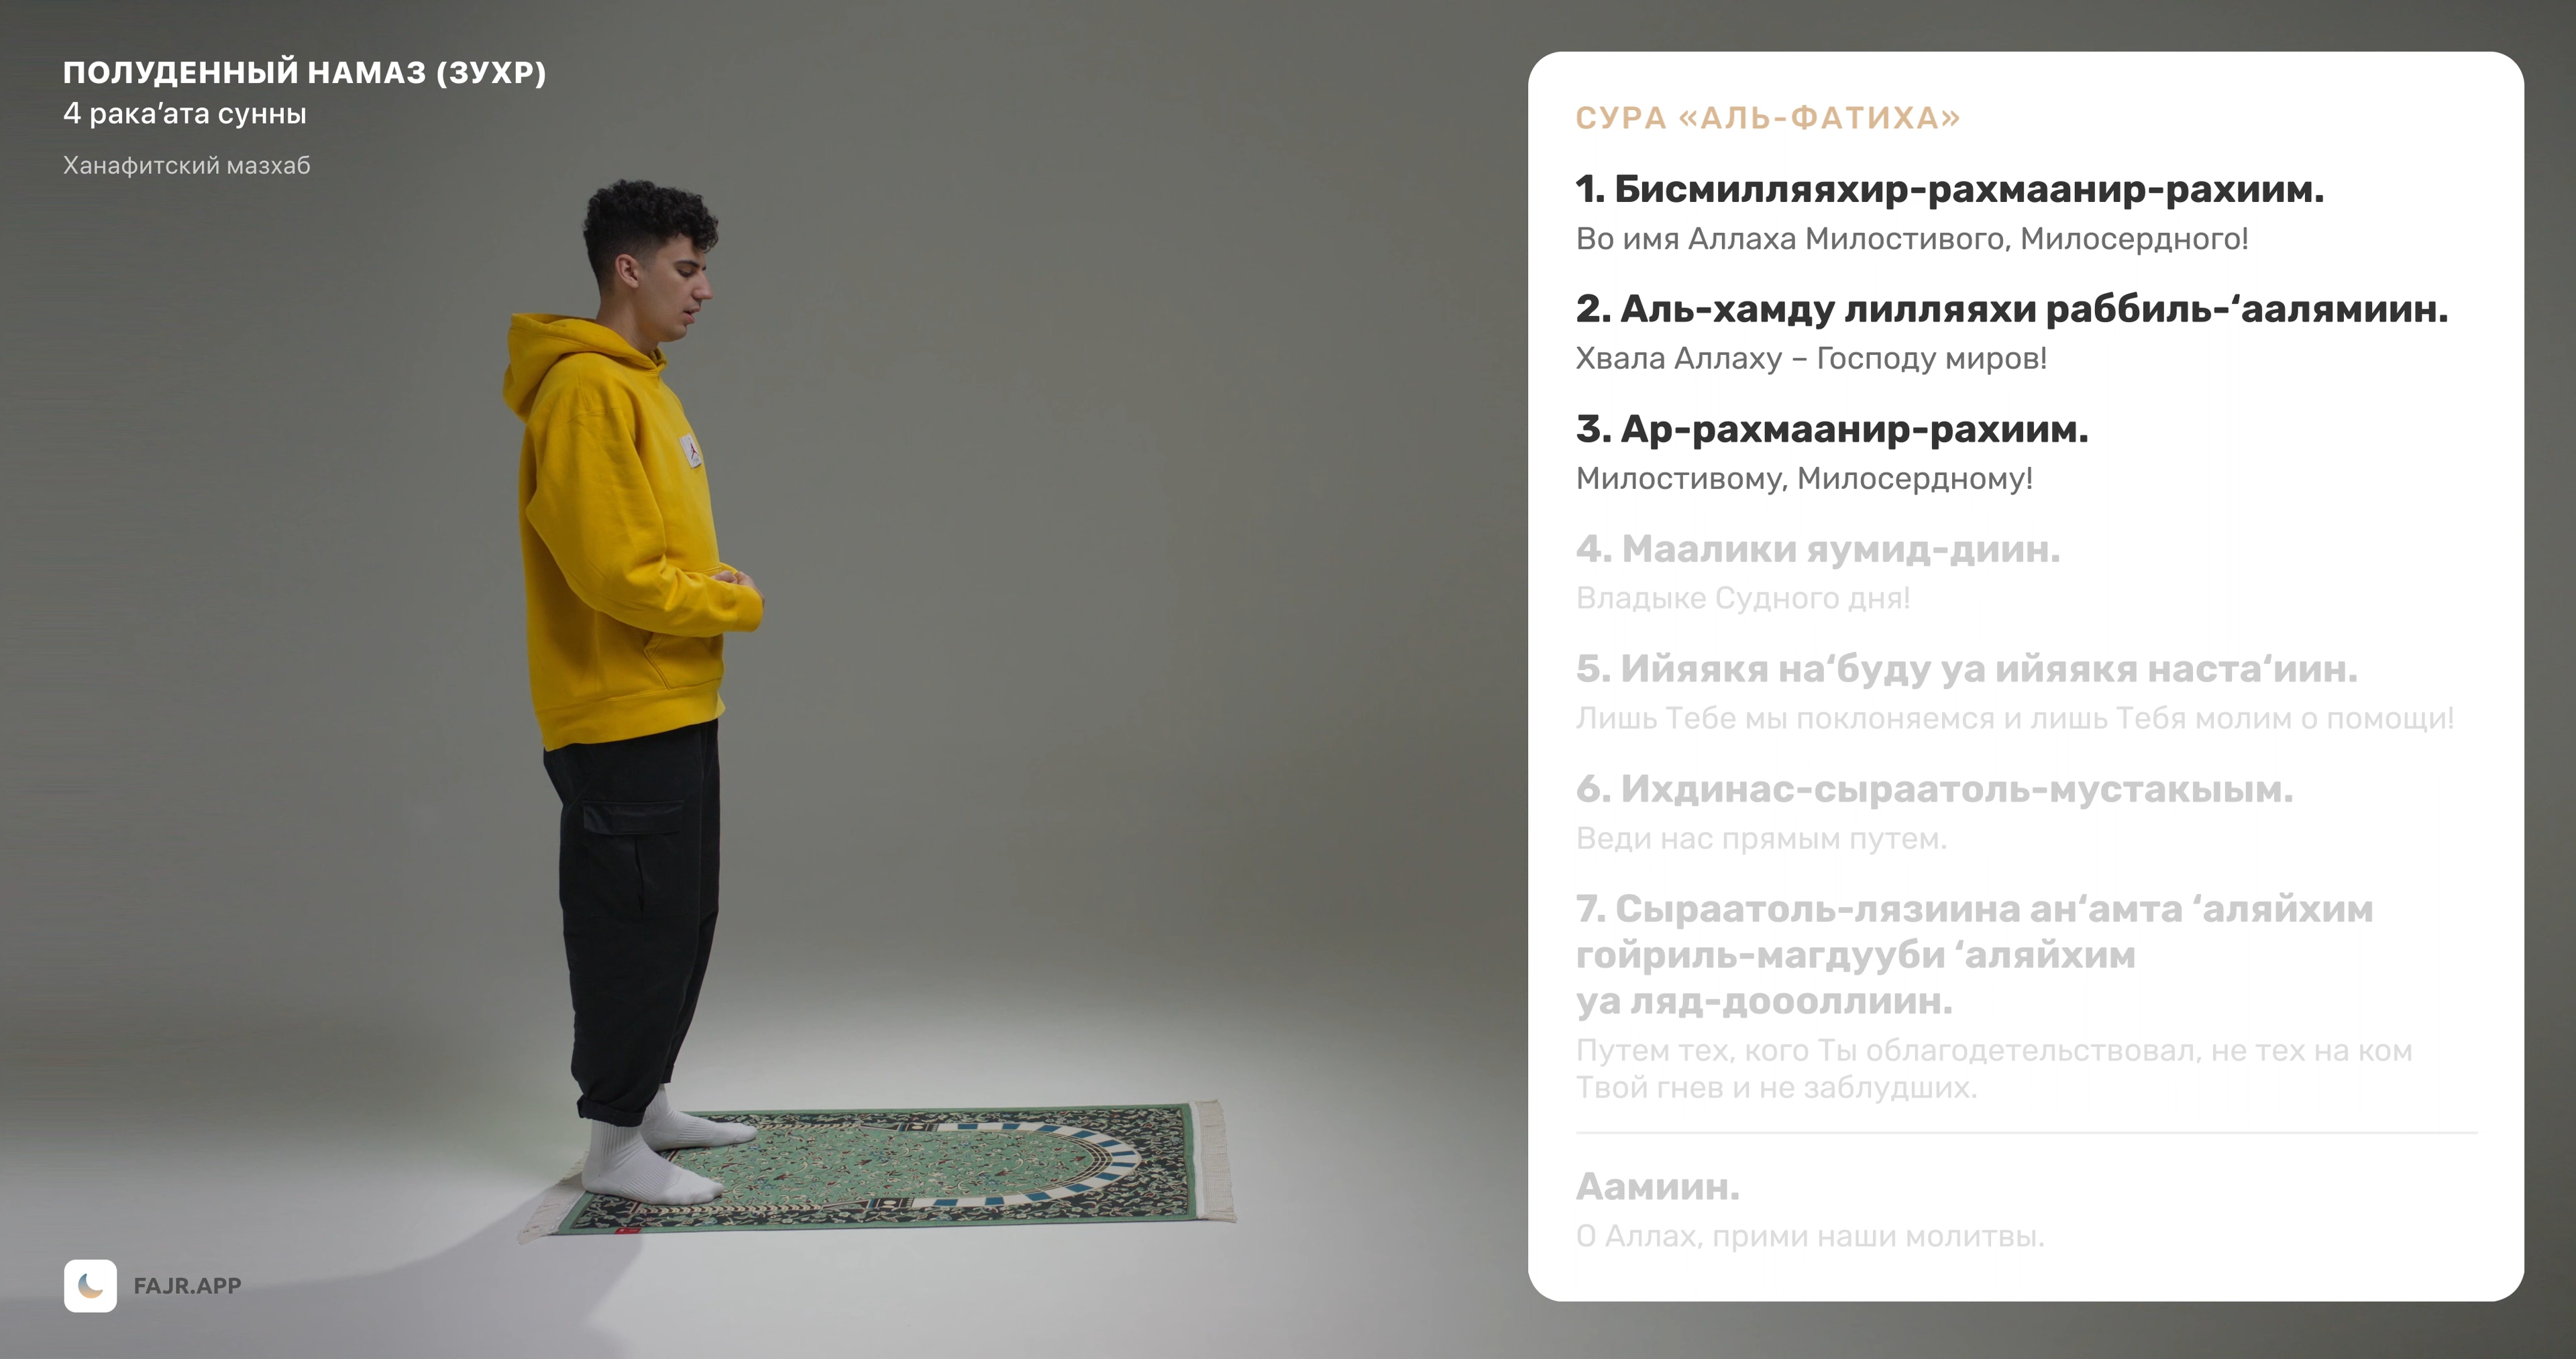 ПОЛУДЕННЫЙ НАМАЗ (ЗУХР)
4 рака’ата сунны
Ханафитский мазхаб
СУРА «АЛЬ-ФАТИХА»
1. Бисмилляяхир-рахмаанир-рахиим.
Во имя Аллаха Милостивого, Милосердного!
2. Аль-хамду лилляяхи раббиль-‘аалямиин.
Хвала Аллаху – Господу миров!
3. Ар-рахмаанир-рахиим.
Милостивому, Милосердному!
4. Маалики яумид-диин.
Владыке Судного дня!
5. Ийяякя на‘буду уа ийяякя наста‘иин.
Лишь Тебе мы поклоняемся и лишь Тебя молим о помощи!
6. Ихдинас-сыраатоль-мустакыым.
Веди нас прямым путем.
7. Сыраатоль-лязиина ан‘амта ‘аляйхим
гойриль-магдууби ‘аляйхим
уа ляд-доооллиин.
Путем тех, кого Ты облагодетельствовал, не тех на ком
Твой гнев и не заблудших.
Аамиин.
О Аллах, прими наши молитвы.
FAJR.APP